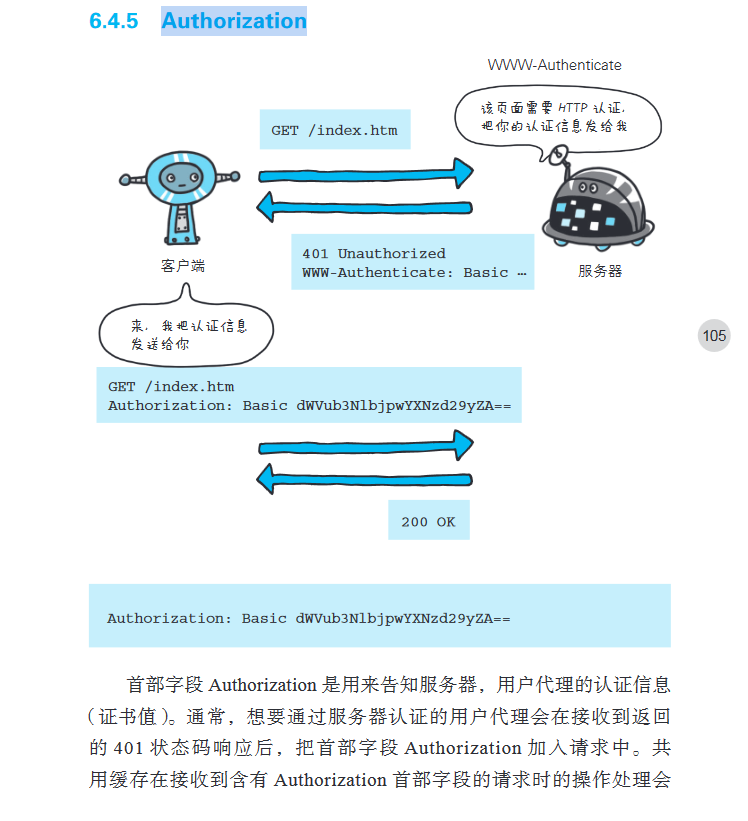 6.4.5 Authorization
WWW-Authenticate
该页面需要 HTTP 认证,
把你的认证信息发给我
GET /index.htm
401 Unauthorized
WWW-Authenticate: Basic …
客户端
服务器
来, 我把认证信息
发送给你
105
GET /index.htm
Authorization: Basic dWVub3NlbjpwYXNzd29yZA==
200 OK
Authorization: Basic dWVub3NlbjpwYXNzd29yZA==
首部字段 Authorization 是用来告知服务器，用户代理的认证信息
（证书值）。通常，想要通过服务器认证的用户代理会在接收到返回
的 401 状态码响应后，把首部字段 Authorization 加入请求中。共
用缓存在接收到含有 Authorization 首部字段的请求时的操作处理会